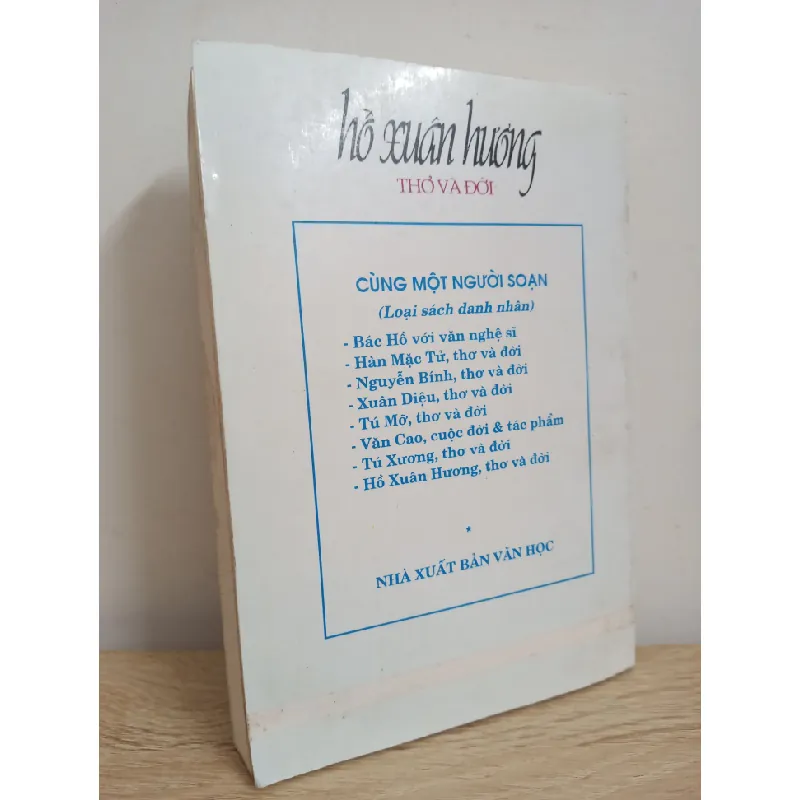 hồ xuân hương
THƠ VÀ ĐỜI
CÙNG MỘT NGƯỜI SOẠN
(Loại sách danh nhân)
- Bác Hồ với văn nghệ sĩ
- Hàn Mặc Tử, thơ và đời
- Nguyễn Bính, thơ và đời
- Xuân Diệu, thơ và đời
- Tú Mỡ, thơ và đời
- Văn Cao, cuộc đời & tác phẩm
- Tú Xương, thơ và đời
- Hồ Xuân Hương, thơ và đời
*
NHÀ XUẤT BẢN VĂN HỌC